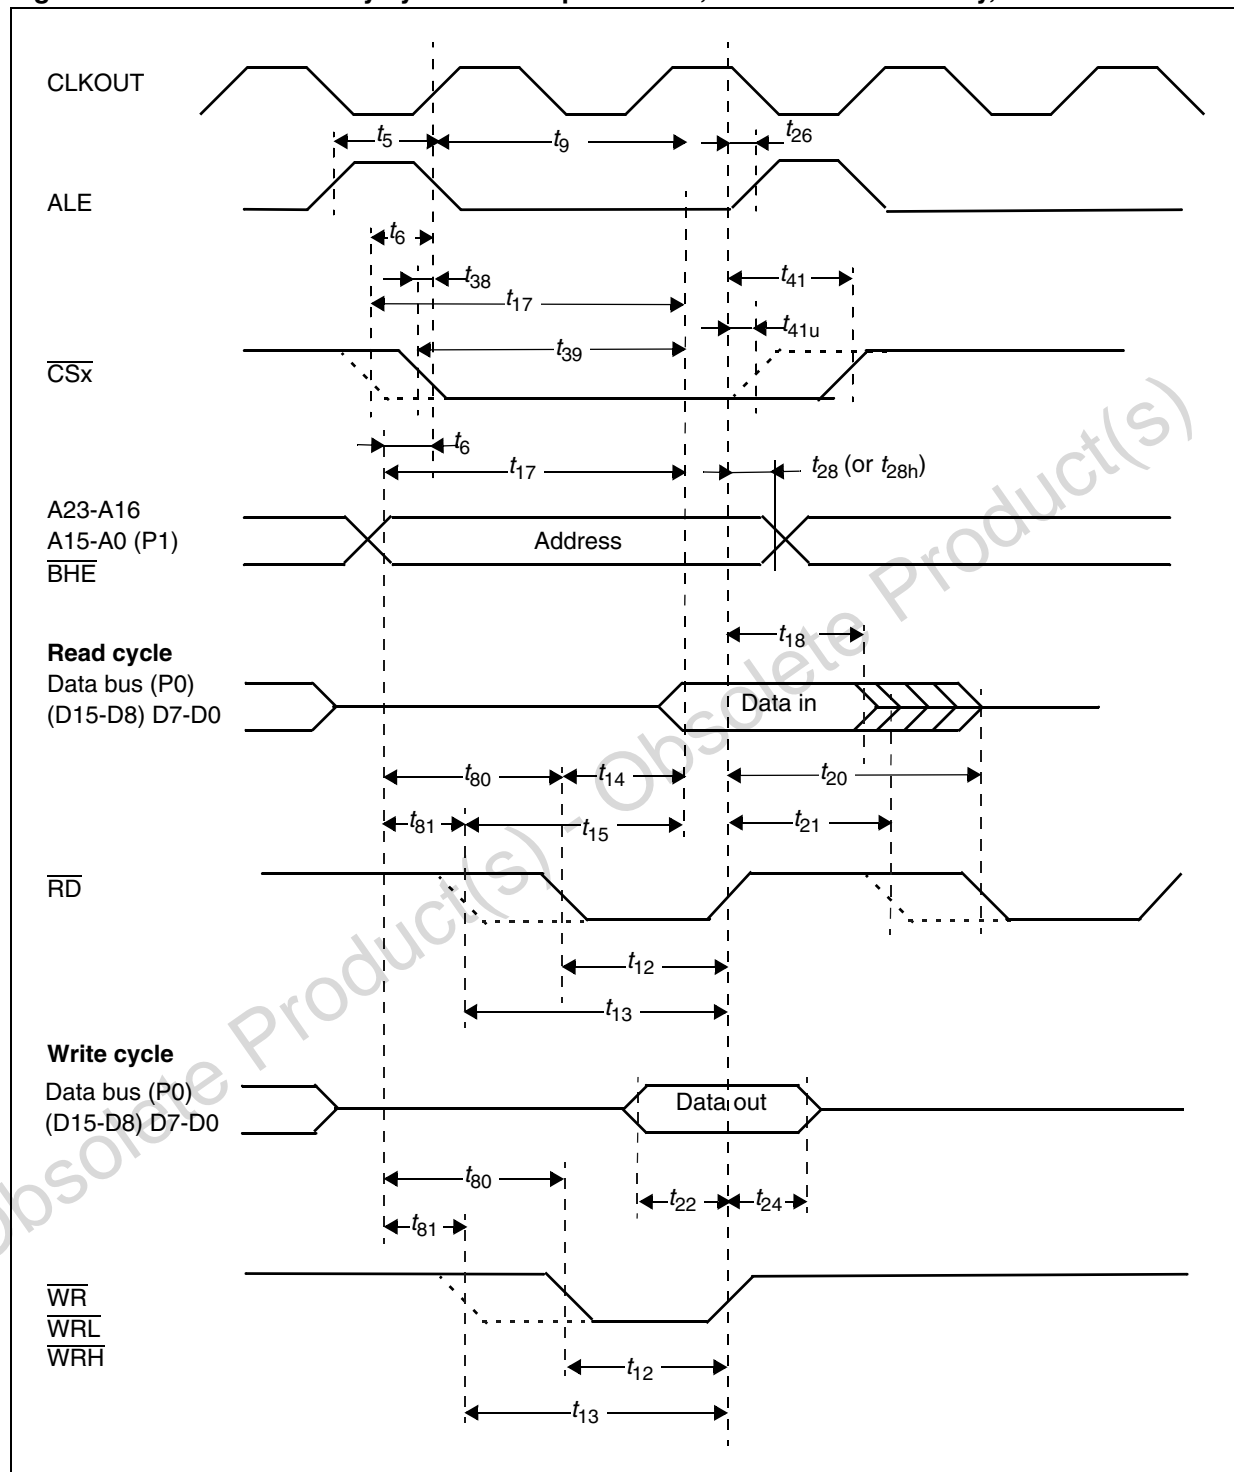 CLKOUT
t5
t9
t26
ALE
t6
t38
t41
t17
t41u
t39
CSx
t6
t17
t28 (or t28h)
A23-A16
A15-A0 (P1)
BHE
Address
t18
Read cycle
Data bus (P0)
(D15-D8) D7-D0
Data in
t80
t14
t20
t81
t15
t21
RD
t12
t13
Write cycle
Data bus (P0)
(D15-D8) D7-D0
Data out
t80
t22
t24
t81
WR
WRL
WRH
t12
t13
Obsolete Product(s) - Obsolete Product(s)